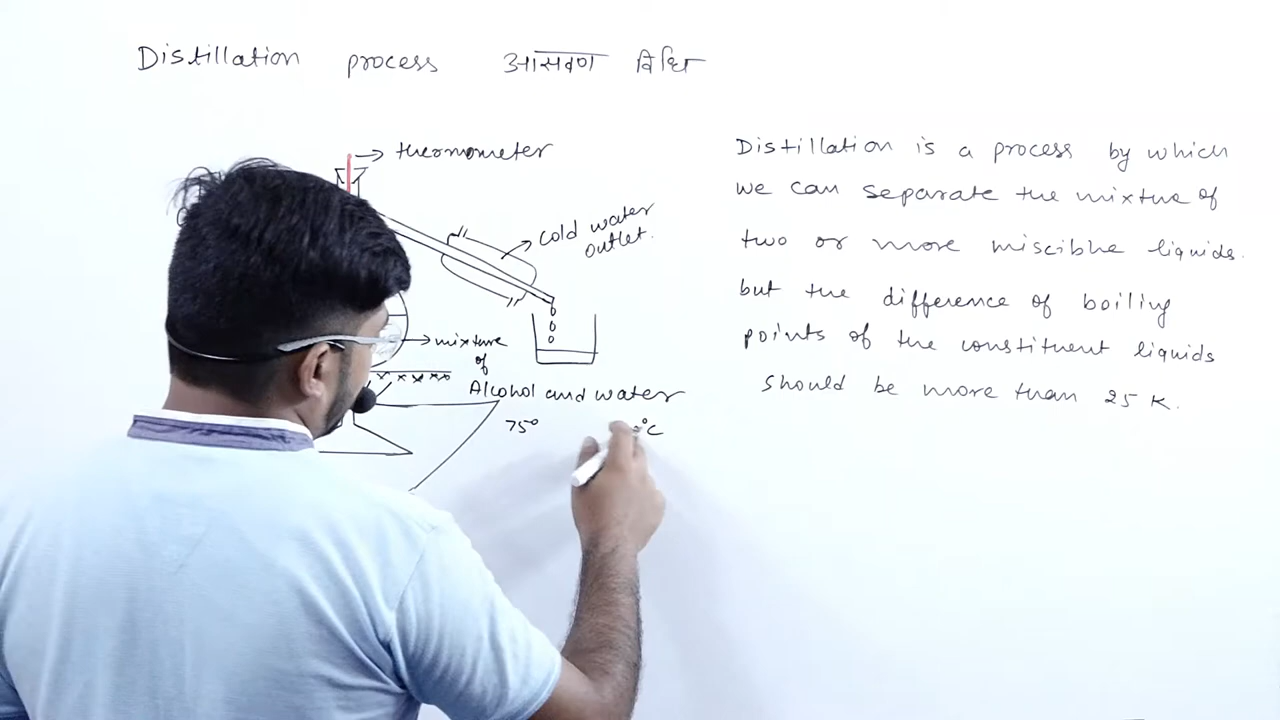 Distillation process आसवण विधि
thermometer
cold water
outlet.
mixture
of
Alcohol and water
75° °C
Distillation is a process by which
we can separate the mixtue of
two or more miscible liquids.
but the difference of boiling
points of the constituent liquids
should be more than 25 K.